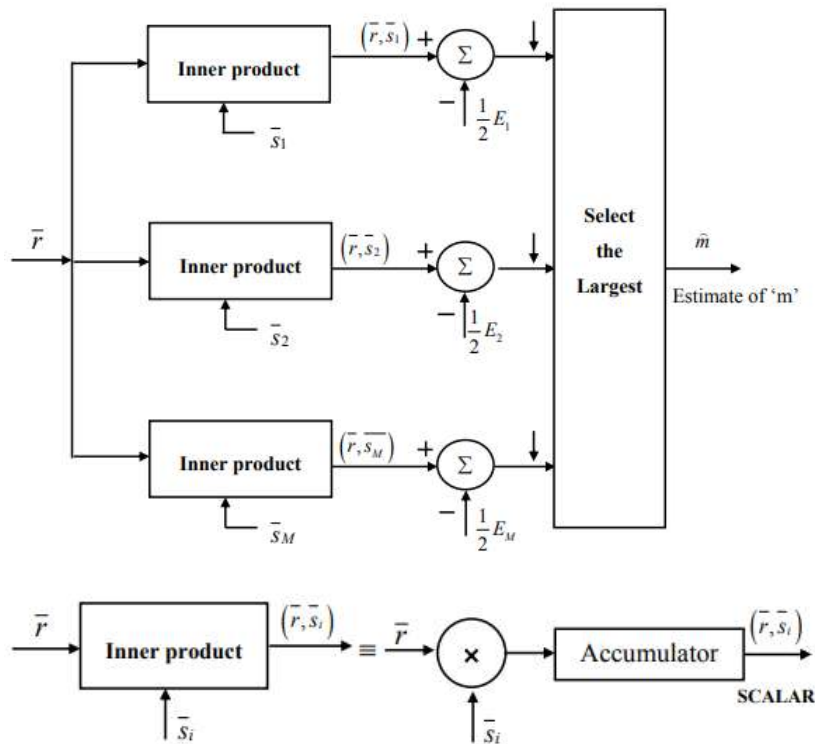 (r̄, s̄₁) +
Inner product
Σ
− ½ E₁
s̄₁
r̄
(r̄, s̄₂) +
Inner product
Σ
− ½ E₂
s̄₂
Select
the
Largest
m̂
Estimate of ‘m’
(r̄, s̄_M) +
Inner product
Σ
− ½ E_M
s̄_M
r̄
Inner product
(r̄, s̄ᵢ)
s̄ᵢ
≡
r̄
×
s̄ᵢ
Accumulator
(r̄, s̄ᵢ)
SCALAR